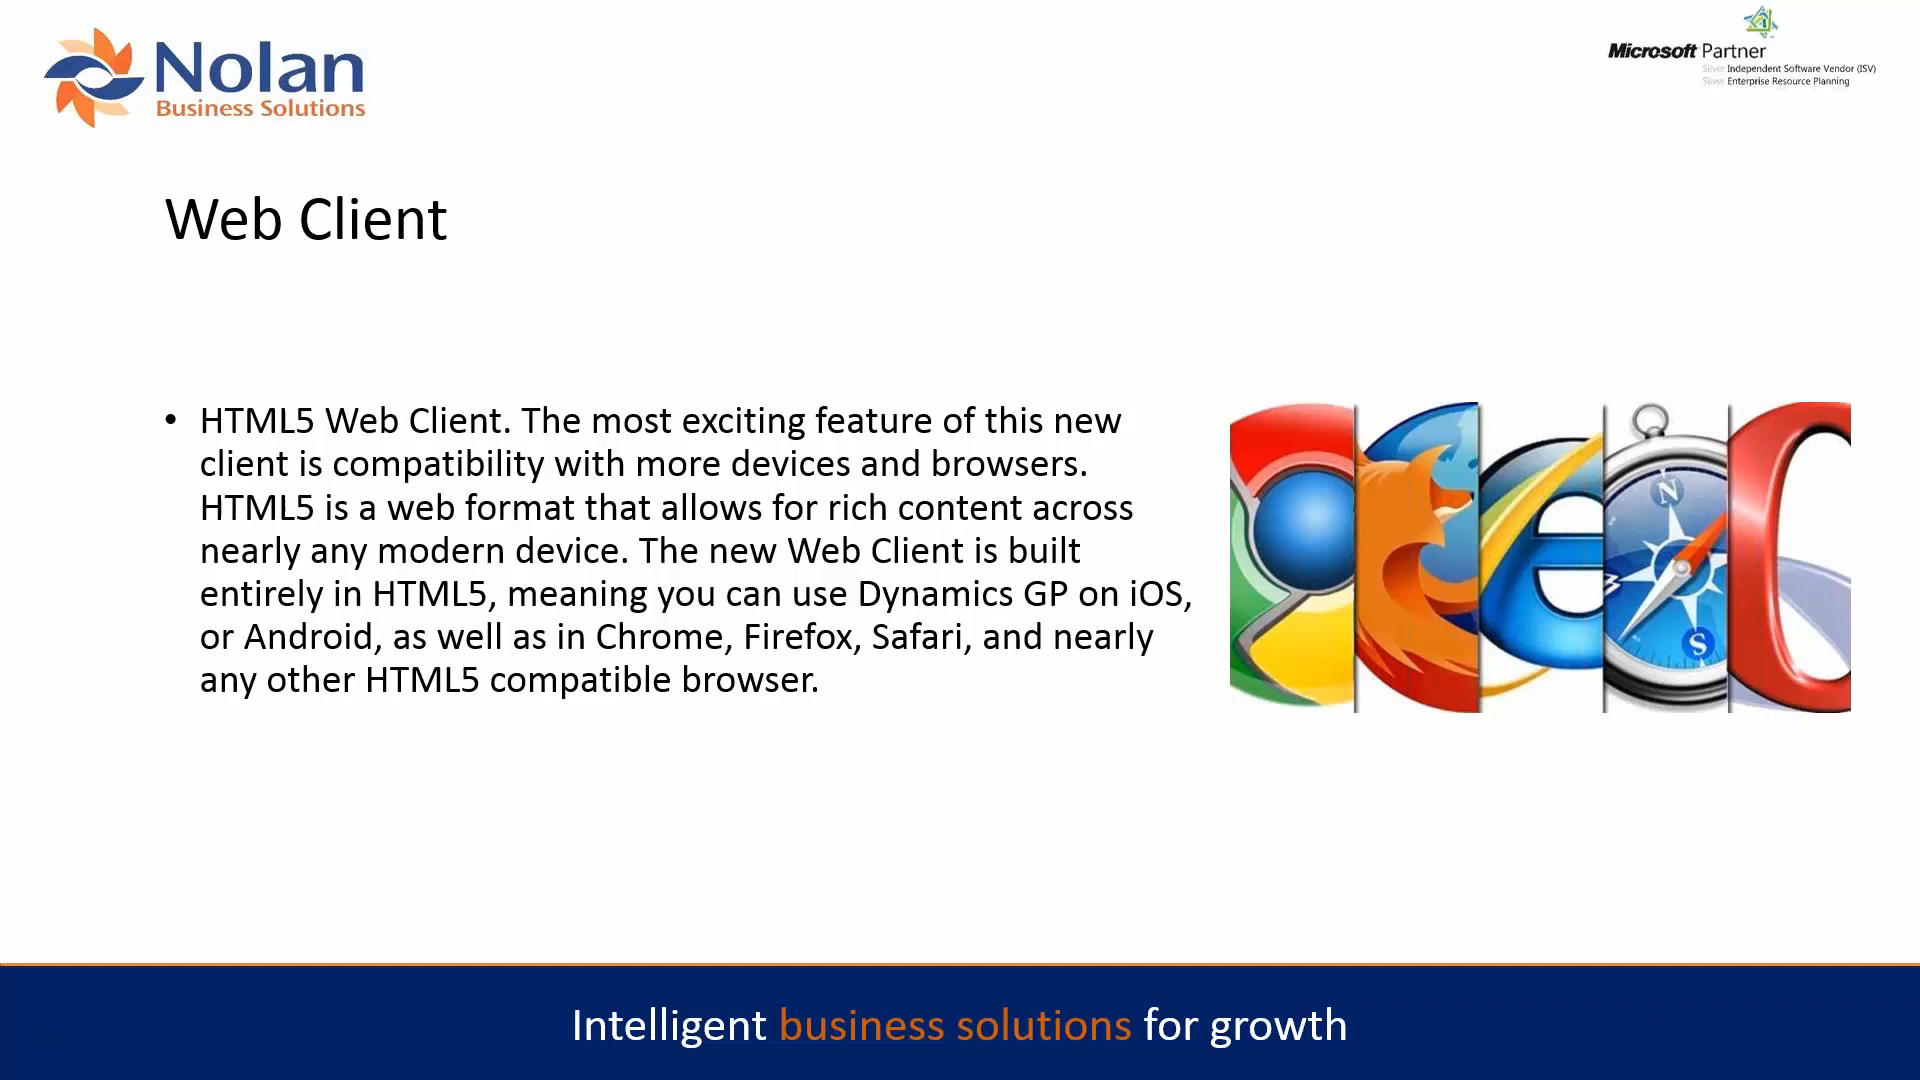 Nolan
Business Solutions
Microsoft Partner
Silver Independent Software Vendor (ISV)
Silver Enterprise Resource Planning
Web Client
• HTML5 Web Client. The most exciting feature of this new
client is compatibility with more devices and browsers.
HTML5 is a web format that allows for rich content across
nearly any modern device. The new Web Client is built
entirely in HTML5, meaning you can use Dynamics GP on iOS,
or Android, as well as in Chrome, Firefox, Safari, and nearly
any other HTML5 compatible browser.
N
S
Intelligent business solutions for growth